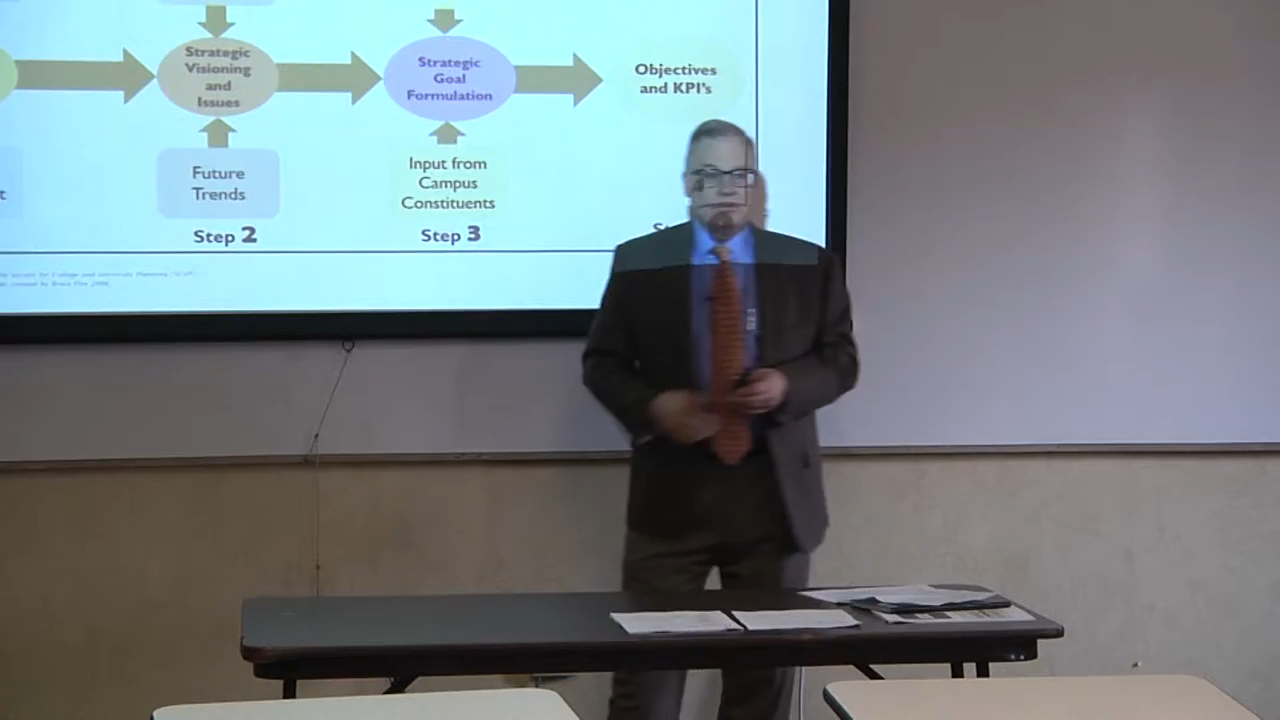 Strategic
Visioning
and
Issues
Strategic
Goal
Formulation
Objectives
and KPI's
Future
Trends
Input from
Campus
Constituents
t
Step 2
Step 3